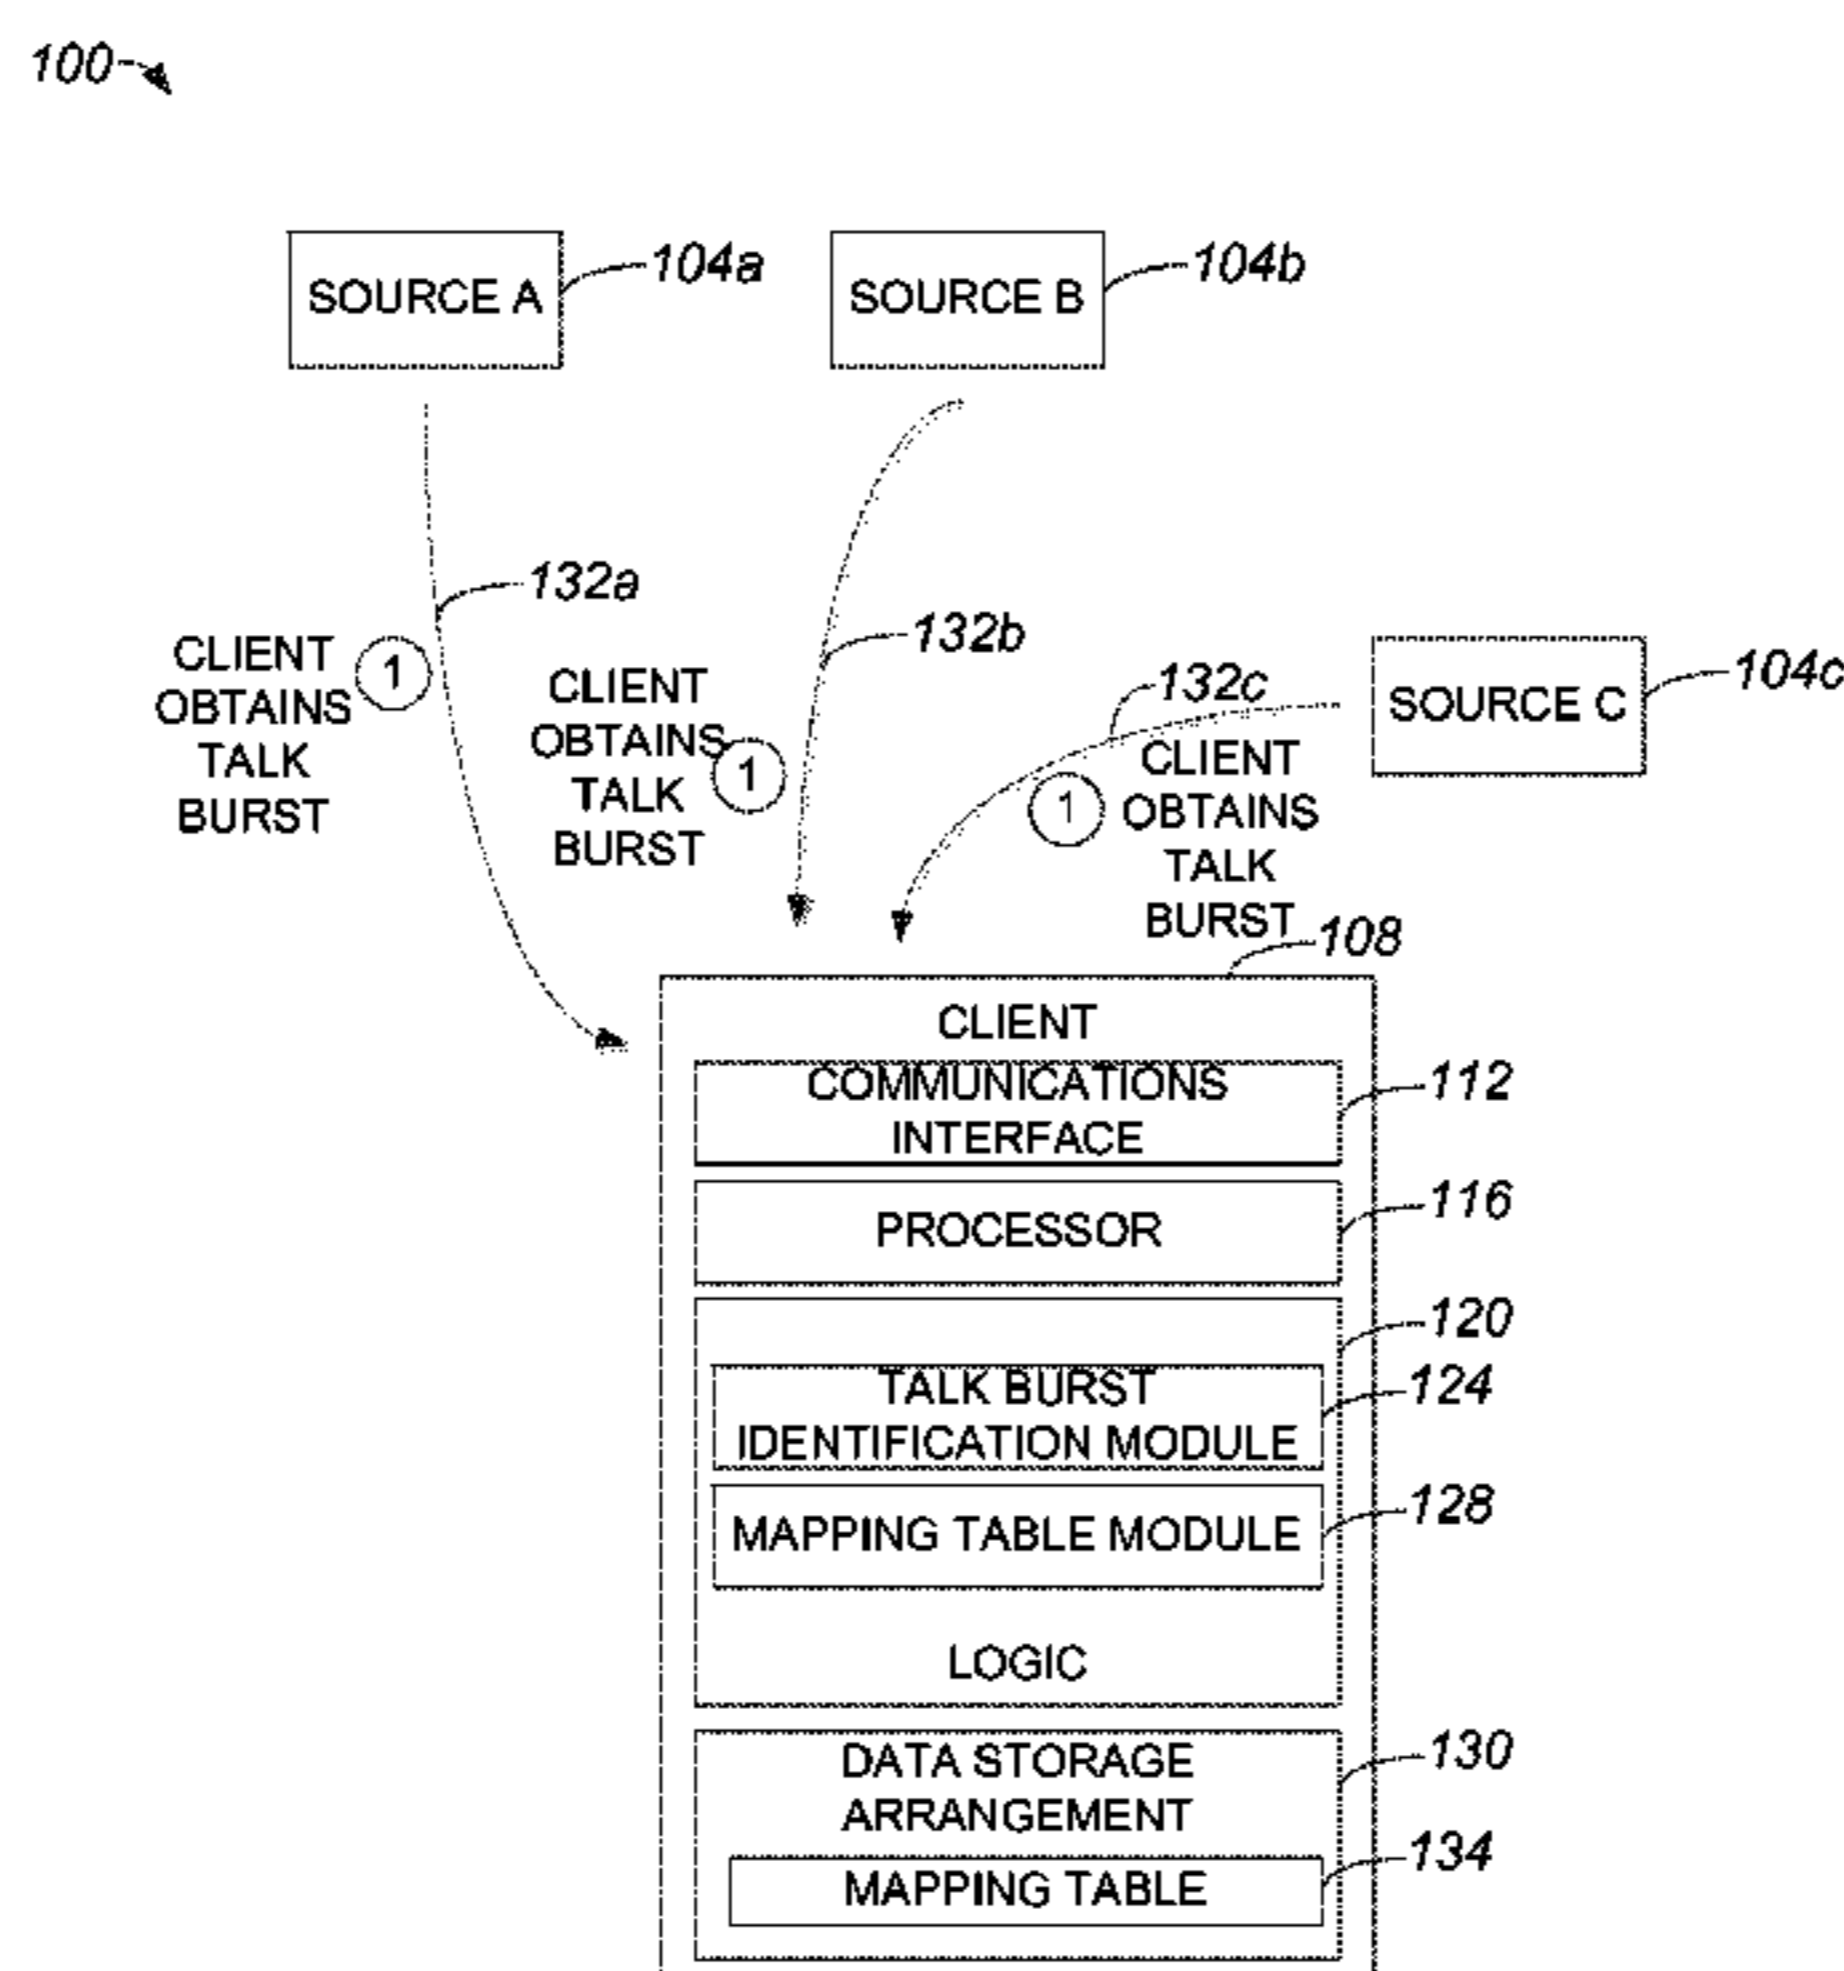 100
SOURCE A
104a
SOURCE B
104b
132a
CLIENT
OBTAINS
TALK
BURST
1
132b
CLIENT
OBTAINS
TALK
BURST
1
132c
SOURCE C
104c
1
CLIENT
OBTAINS
TALK
BURST
108
CLIENT
COMMUNICATIONS
INTERFACE
112
PROCESSOR
116
120
TALK BURST
IDENTIFICATION MODULE
124
MAPPING TABLE MODULE
128
LOGIC
DATA STORAGE
ARRANGEMENT
130
MAPPING TABLE
134